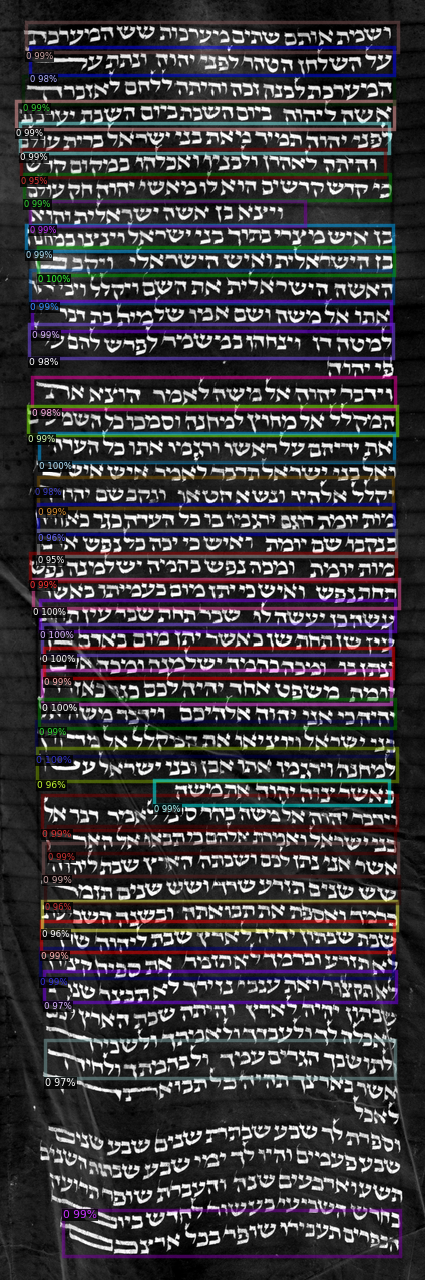 ושמת אותם שתים מערכות שש המערכת
על השלחן הטהר לפני יהוה ונתת על
המערכת לבנה זכה והיתה ללחם לאזכרה
אשה ליהוה ביום השבת ביום השבת יערכנו
לפני יהוה תמיד מאת בני ישראל ברית עולם
והיתה לאהרן ולבניו ואכלהו במקום קדש
כי קדש קדשים הוא לו מאשי יהוה חק עולם
ויצא בן אשה ישראלית והוא
בן איש מצרי בתוך בני ישראל וינצו במחנה
בן הישראלית ואיש הישראלי ויקב בן
האשה הישראלית את השם ויקלל ויביאו
אתו אל משה ושם אמו שלמית בת דברי
למטה דן ויניחהו במשמר לפרש להם על
פי יהוה
וידבר יהוה אל משה לאמר הוצא את
המקלל אל מחוץ למחנה וסמכו כל השמעים
את ידיהם על ראשו ורגמו אתו כל העדה
ואל בני ישראל תדבר לאמר איש איש כי
יקלל אלהיו ונשא חטאו ונקב שם יהוה
מות יומת רגום ירגמו בו כל העדה כגר כאזרח
בנקבו שם יומת ואיש כי יכה כל נפש אדם
מות יומת ומכה נפש בהמה ישלמנה נפש
תחת נפש ואיש כי יתן מום בעמיתו כאשר
עשה כן יעשה לו שבר תחת שבר עין תחת
עין שן תחת שן כאשר יתן מום באדם כן
ינתן בו ומכה בהמה ישלמנה ומכה אדם
יומת משפט אחד יהיה לכם כגר כאזרח
יהיה כי אני יהוה אלהיכם וידבר משה אל
בני ישראל ויוציאו את המקלל אל מחוץ
למחנה וירגמו אתו אבן ובני ישראל עשו
כאשר צוה יהוה את משה
וידבר יהוה אל משה בהר סיני לאמר דבר אל
בני ישראל ואמרת אלהם כי תבאו אל הארץ
אשר אני נתן לכם ושבתה הארץ שבת ליהוה
שש שנים תזרע שדך ושש שנים תזמר
כרמך ואספת את תבואתה ובשנה השביעת
שבת שבתון יהיה לארץ שבת ליהוה שדך
לא תזרע וכרמך לא תזמר את ספיח
קצירך לא תקצור ואת ענבי נזירך לא תבצר שנת
שבתון יהיה לארץ והיתה שבת הארץ לכם
לאכלה לך ולעבדך ולאמתך ולשכירך
ולתושבך הגרים עמך ולבהמתך ולחיה
אשר בארצך תהיה כל תבואתה
לאכל
וספרת לך שבע שבתת שנים שבע שנים
שבע פעמים והיו לך ימי שבע שבתת השנים
תשע וארבעים שנה והעברת שופר תרועה
בחדש השבעי בעשור לחדש ביום
הכפרים תעבירו שופר בכל ארצכם